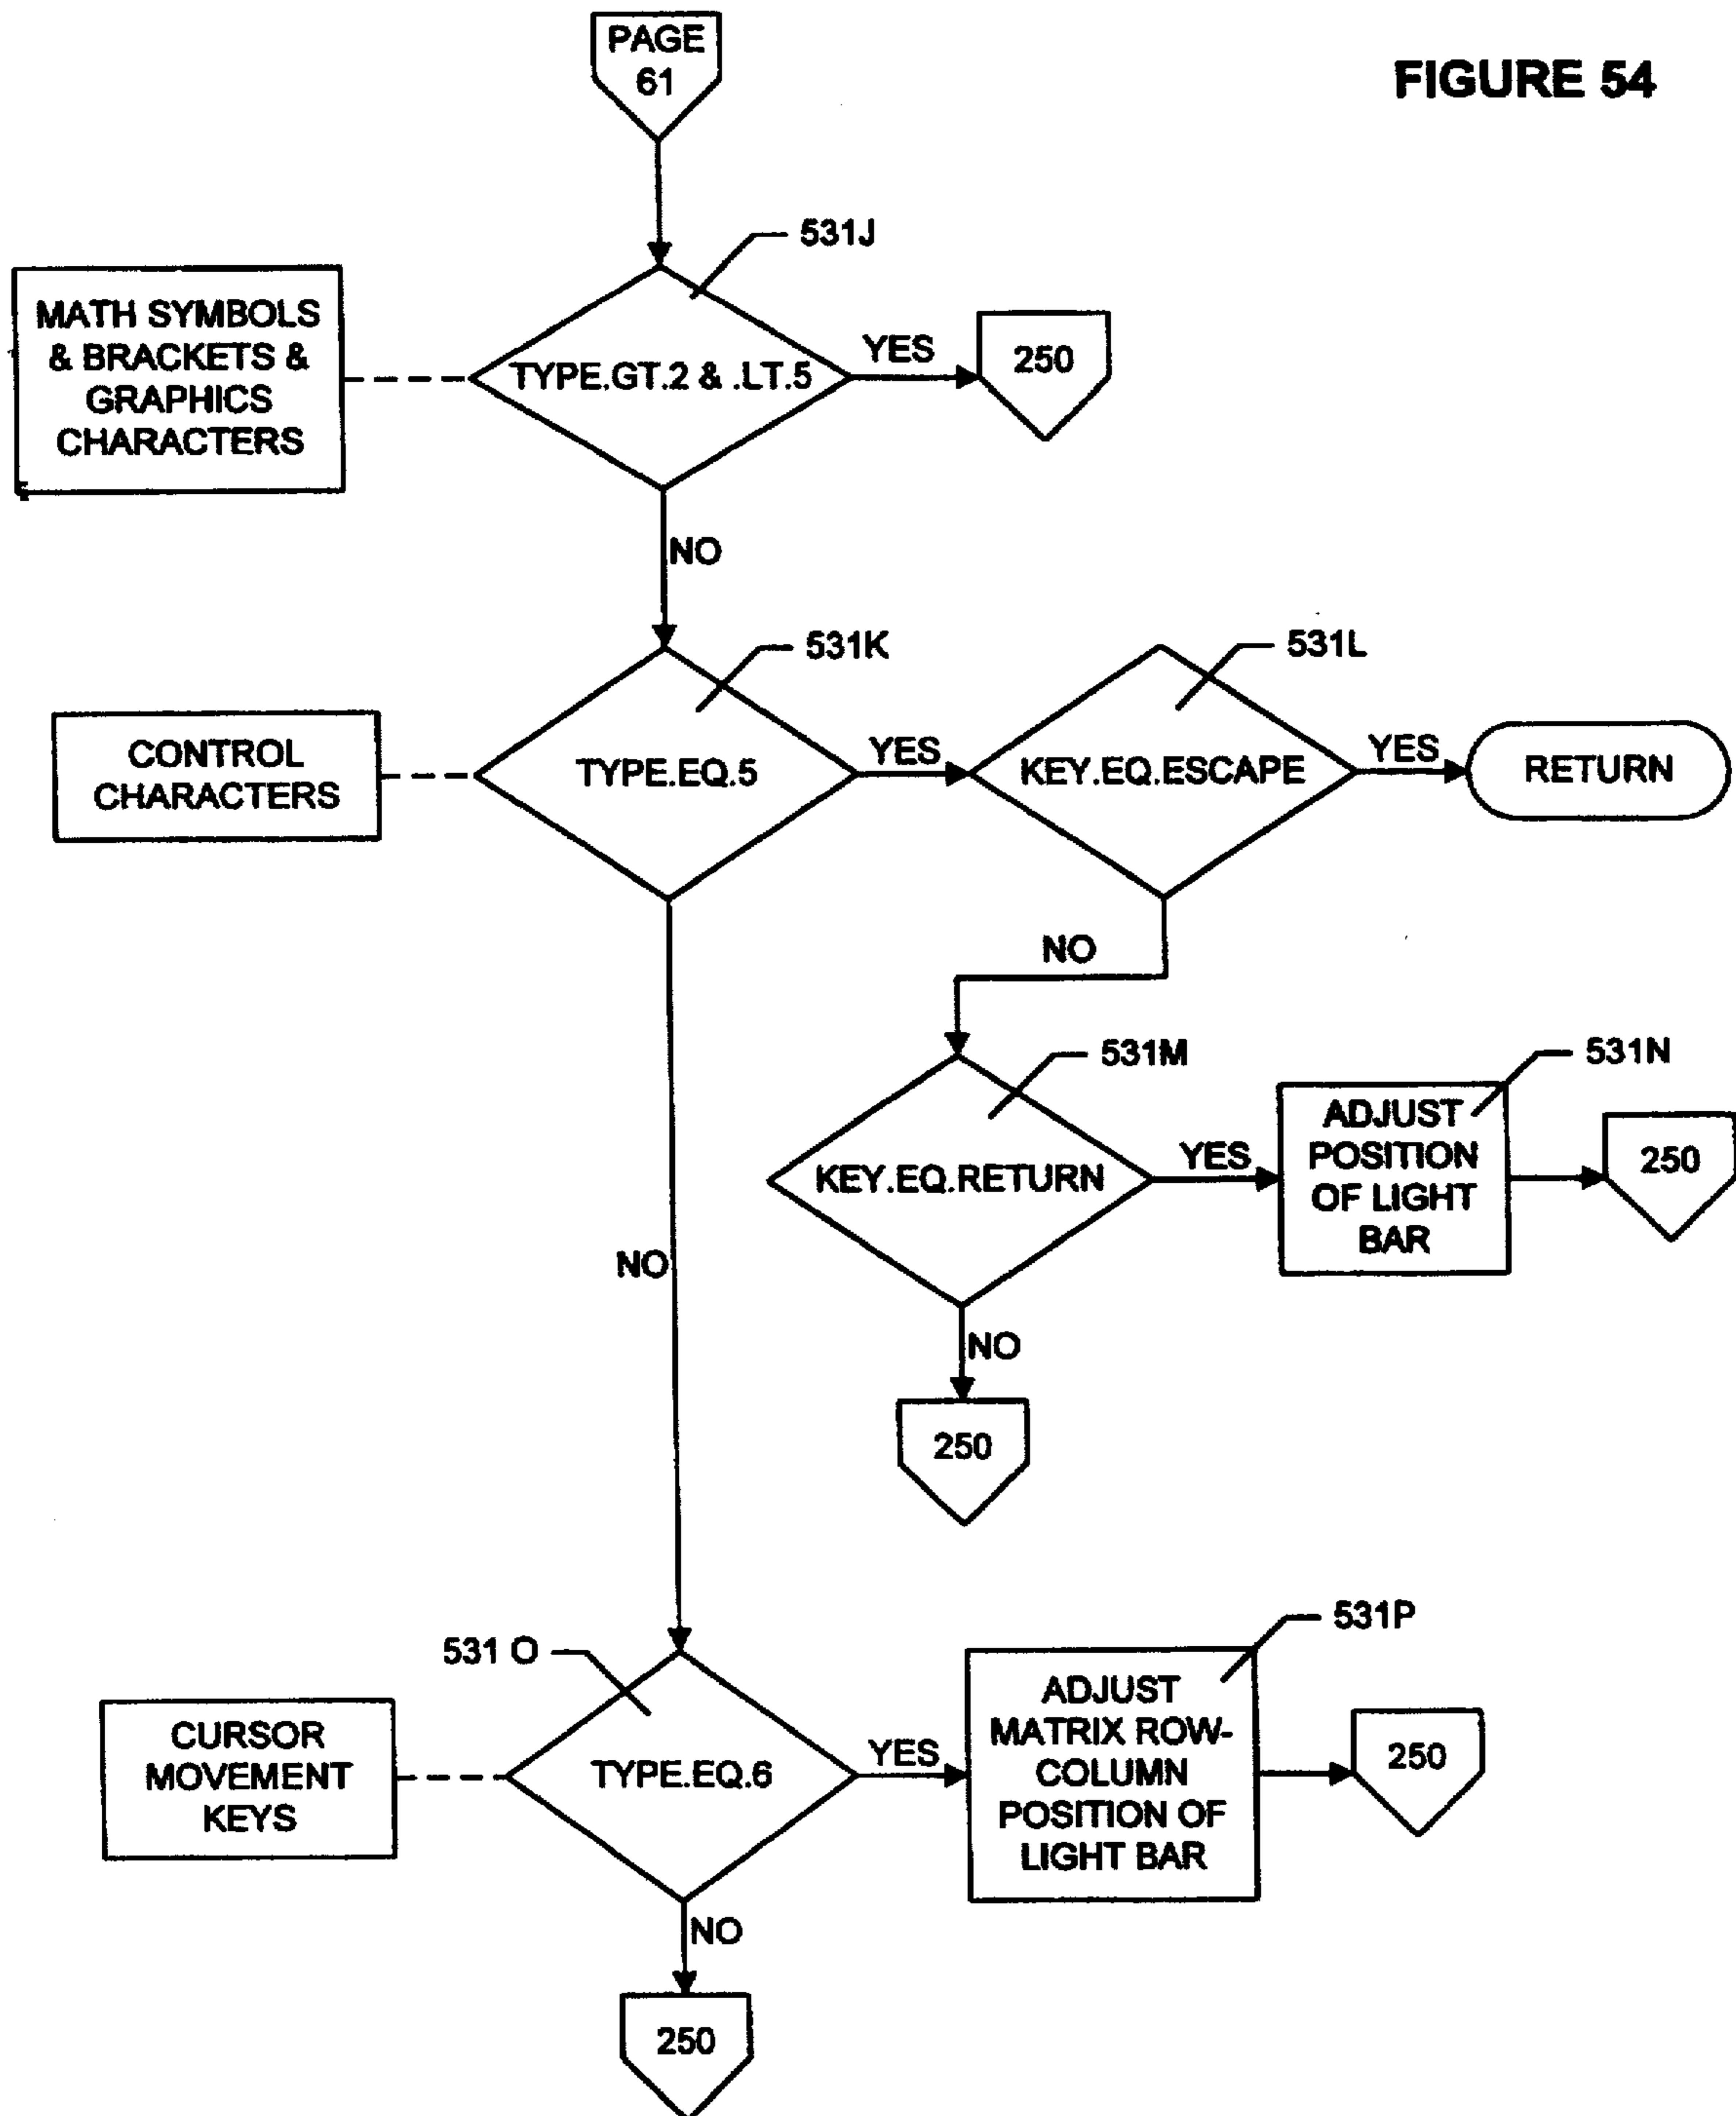 PAGE
61
FIGURE 54
531J
MATH SYMBOLS
& BRACKETS &
GRAPHICS
CHARACTERS
TYPE.GT.2 & .LT.5
YES
250
NO
531K
531L
CONTROL
CHARACTERS
TYPE.EQ.5
YES
KEY.EQ.ESCAPE
YES
RETURN
NO
531M
531N
KEY.EQ.RETURN
YES
ADJUST
POSITION
OF LIGHT
BAR
250
NO
NO
250
531 O
531P
CURSOR
MOVEMENT
KEYS
TYPE.EQ.6
YES
ADJUST
MATRIX ROW-
COLUMN
POSITION OF
LIGHT BAR
250
NO
250